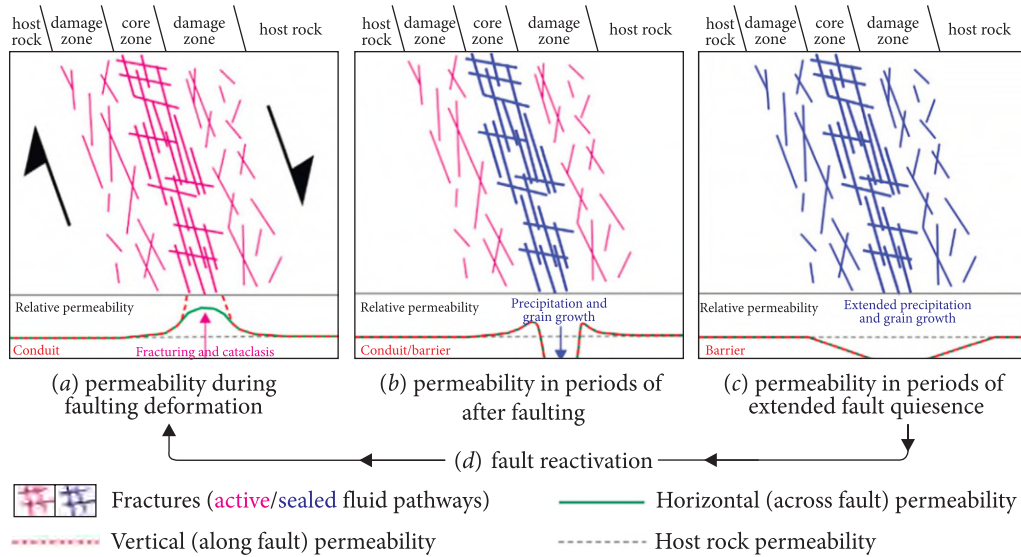 host rock
damage zone
core zone
damage zone
host rock
host rock
damage zone
core zone
damage zone
host rock
host rock
damage zone
core zone
damage zone
host rock
Relative permeability
Conduit
Fracturing and cataclasis
Relative permeability
Precipitation and
grain growth
Conduit/barrier
Relative permeability
Extended precipitation
and grain growth
Barrier
(a) permeability during
faulting deformation
(b) permeability in periods of
after faulting
(c) permeability in periods of
extended fault quiesence
(d) fault reactivation
Fractures (active/sealed fluid pathways)
Horizontal (across fault) permeability
Vertical (along fault) permeability
Host rock permeability